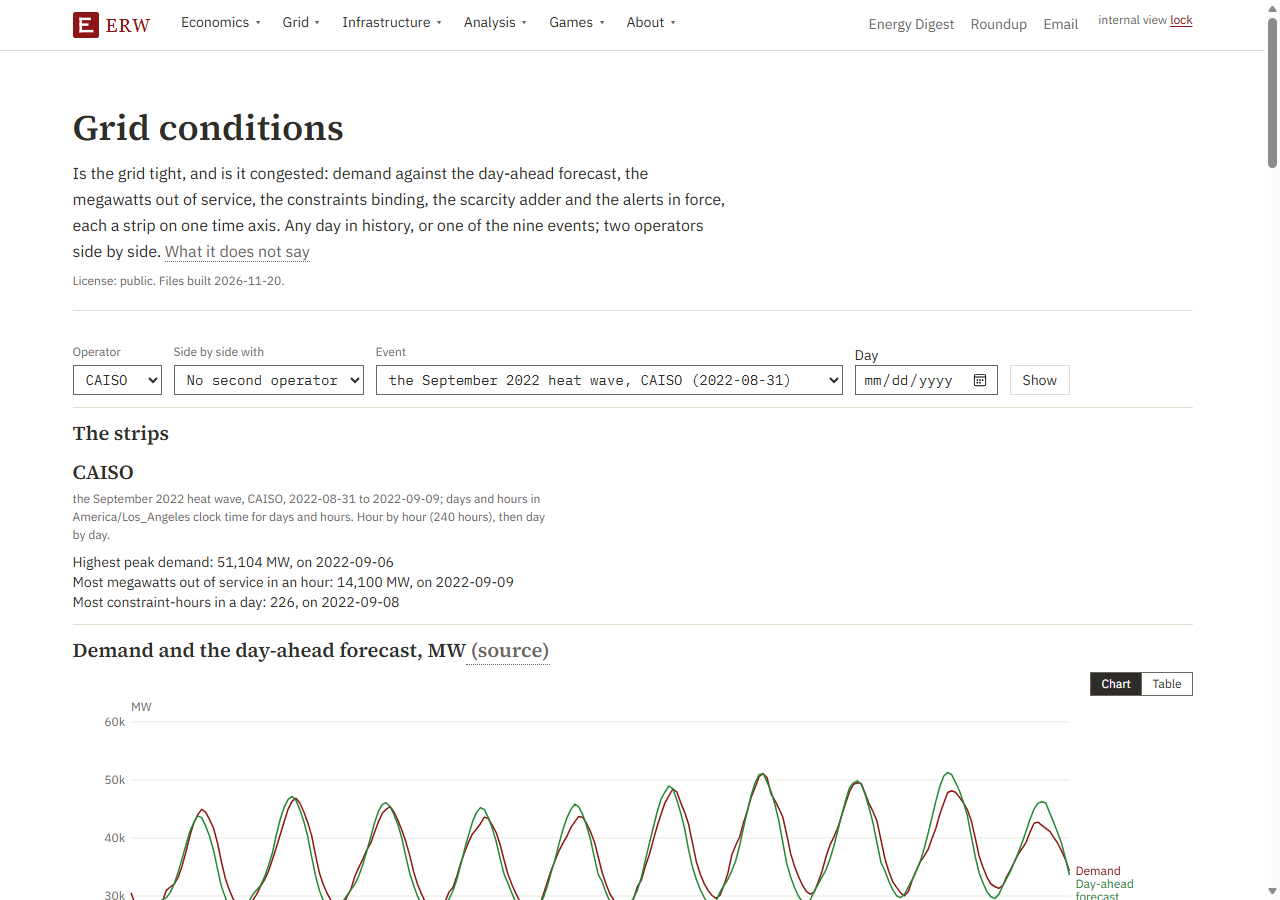 E ERW Economics Grid Infrastructure Analysis Games About Energy Digest Roundup Email internal view lock
Grid conditions
Is the grid tight, and is it congested: demand against the day-ahead forecast, the
megawatts out of service, the constraints binding, the scarcity adder and the alerts in force,
each a strip on one time axis. Any day in history, or one of the nine events; two operators
side by side. What it does not say
License: public. Files built 2026-11-20.
Operator Side by side with Event Day
CAISO No second operator the September 2022 heat wave, CAISO (2022-08-31) mm/dd/yyyy Show
The strips
CAISO
the September 2022 heat wave, CAISO, 2022-08-31 to 2022-09-09; days and hours in
America/Los_Angeles clock time for days and hours. Hour by hour (240 hours), then day
by day.
Highest peak demand: 51,104 MW, on 2022-09-06
Most megawatts out of service in an hour: 14,100 MW, on 2022-09-09
Most constraint-hours in a day: 226, on 2022-09-08
Demand and the day-ahead forecast, MW (source)
Chart Table
MW
60k
50k
40k
30k
Demand
Day-ahead
forecast